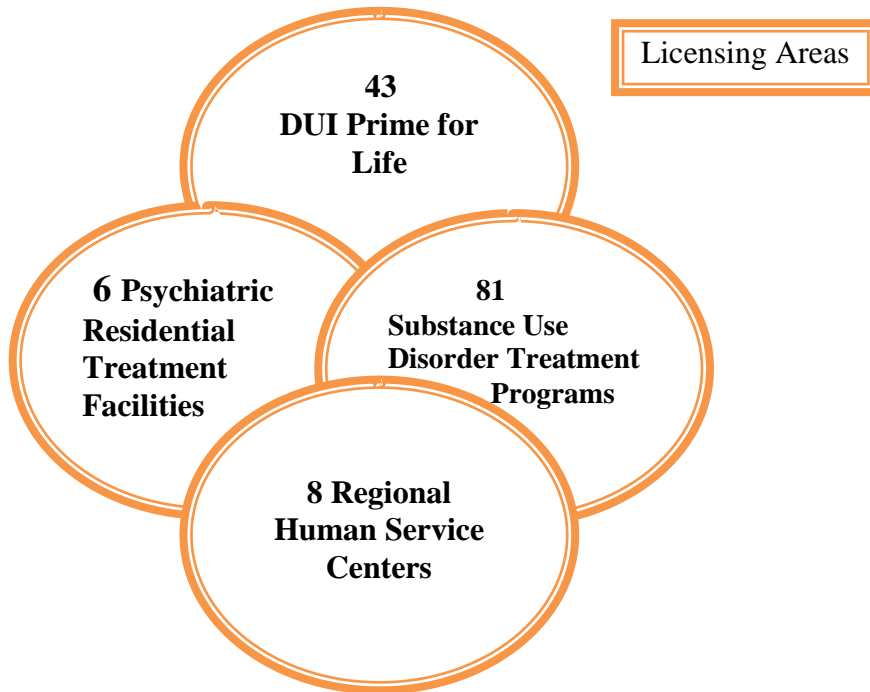 Licensing Areas
43
DUI Prime for
Life
6 Psychiatric
Residential
Treatment
Facilities
81
Substance Use
Disorder Treatment
Programs
8 Regional
Human Service
Centers